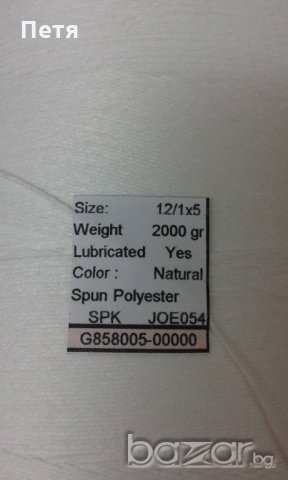 Петя
Size: 12/1x5
Weight 2000 gr
Lubricated Yes
Color : Natural
Spun Polyester
SPK JOE054
G858005-00000
bazar.bg